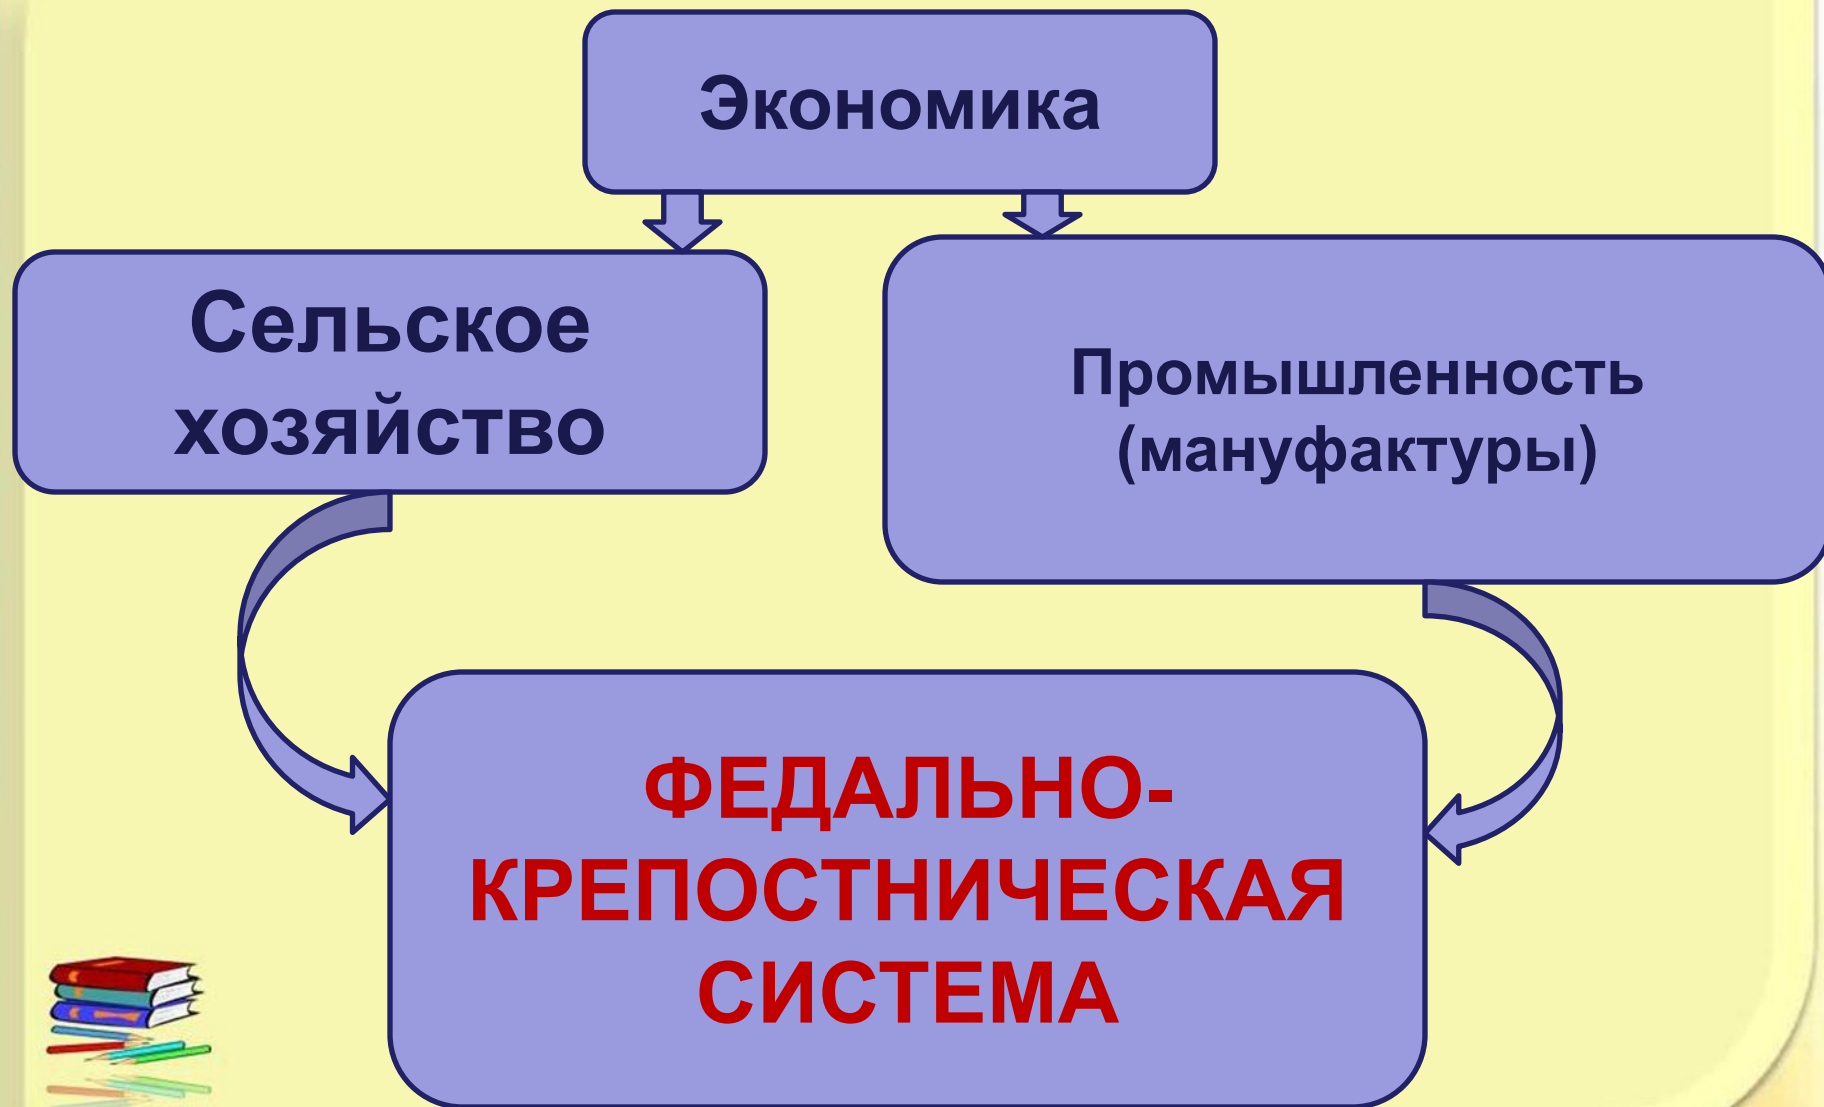 Экономика
Сельское
хозяйство
Промышленность
(мануфактуры)
ФЕДАЛЬНО-
КРЕПОСТНИЧЕСКАЯ
СИСТЕМА